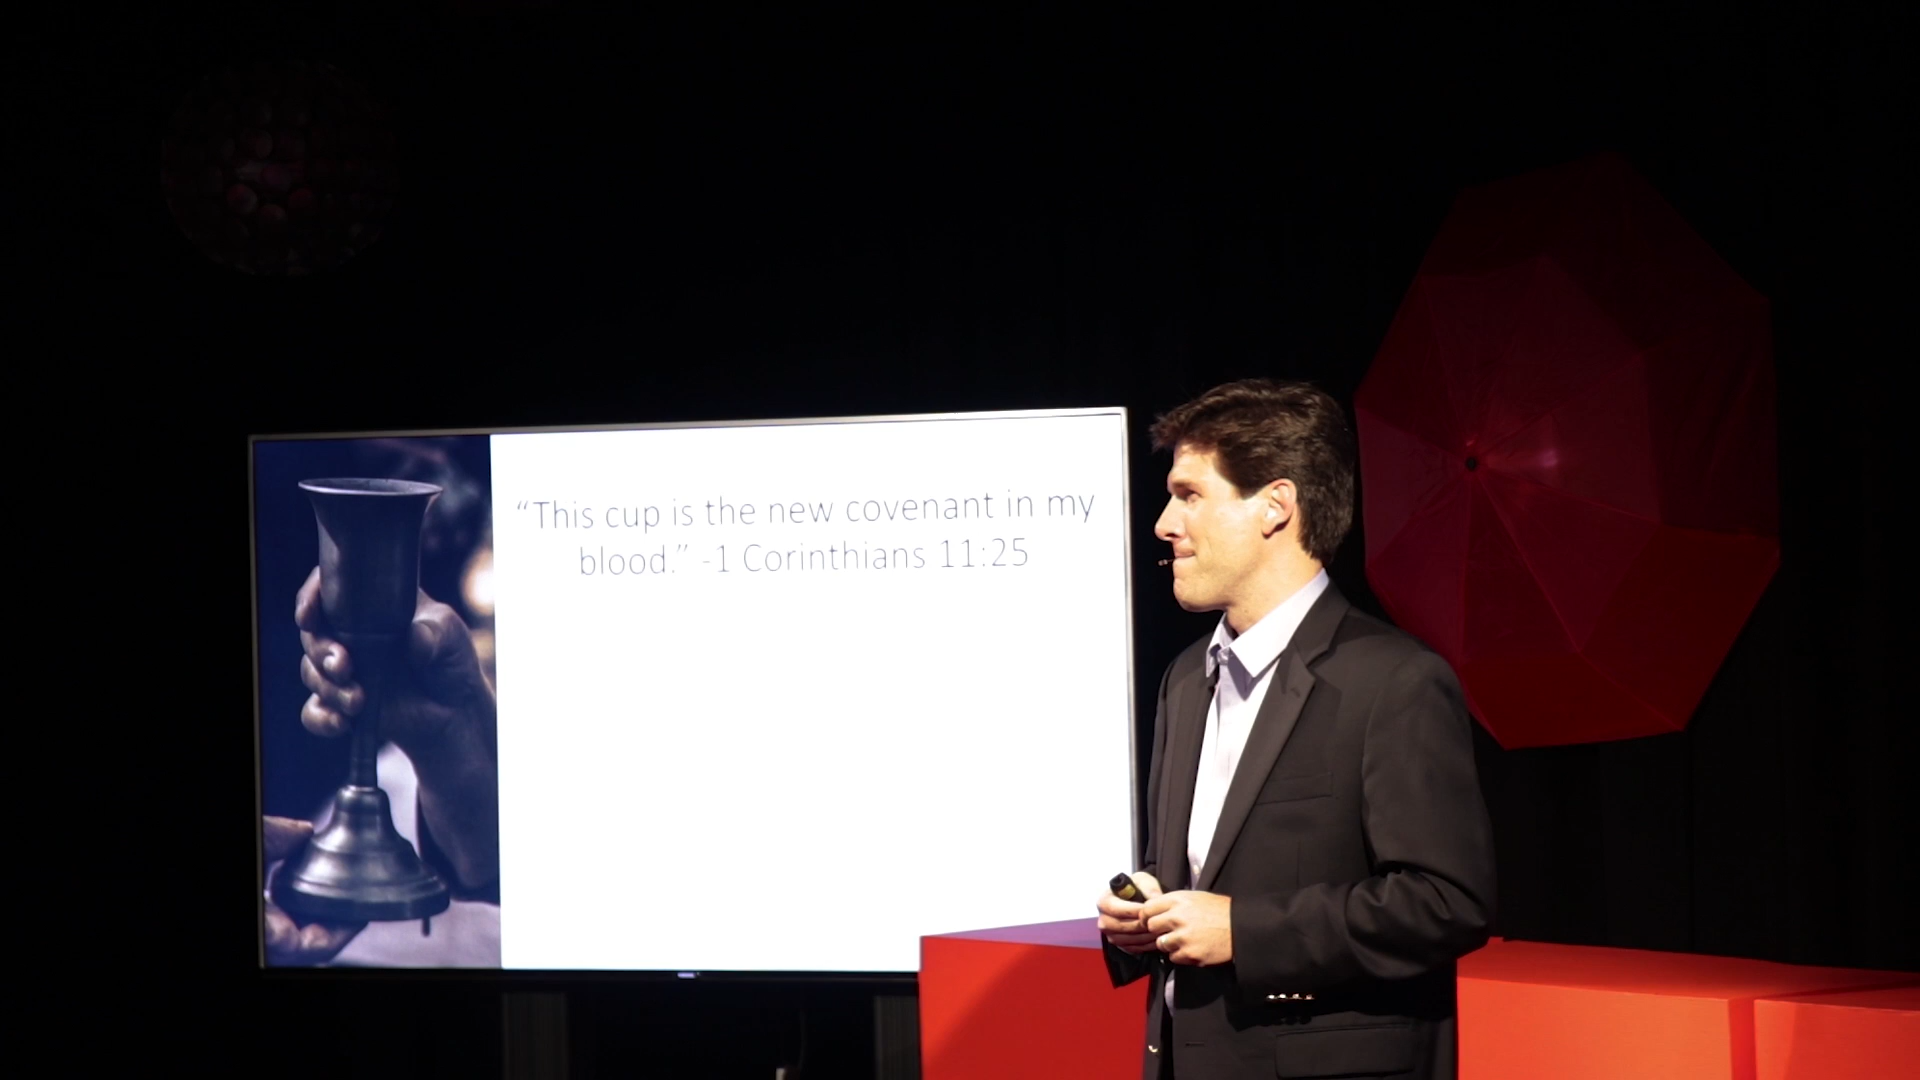 “This cup is the new covenant in my
blood.” -1 Corinthians 11:25